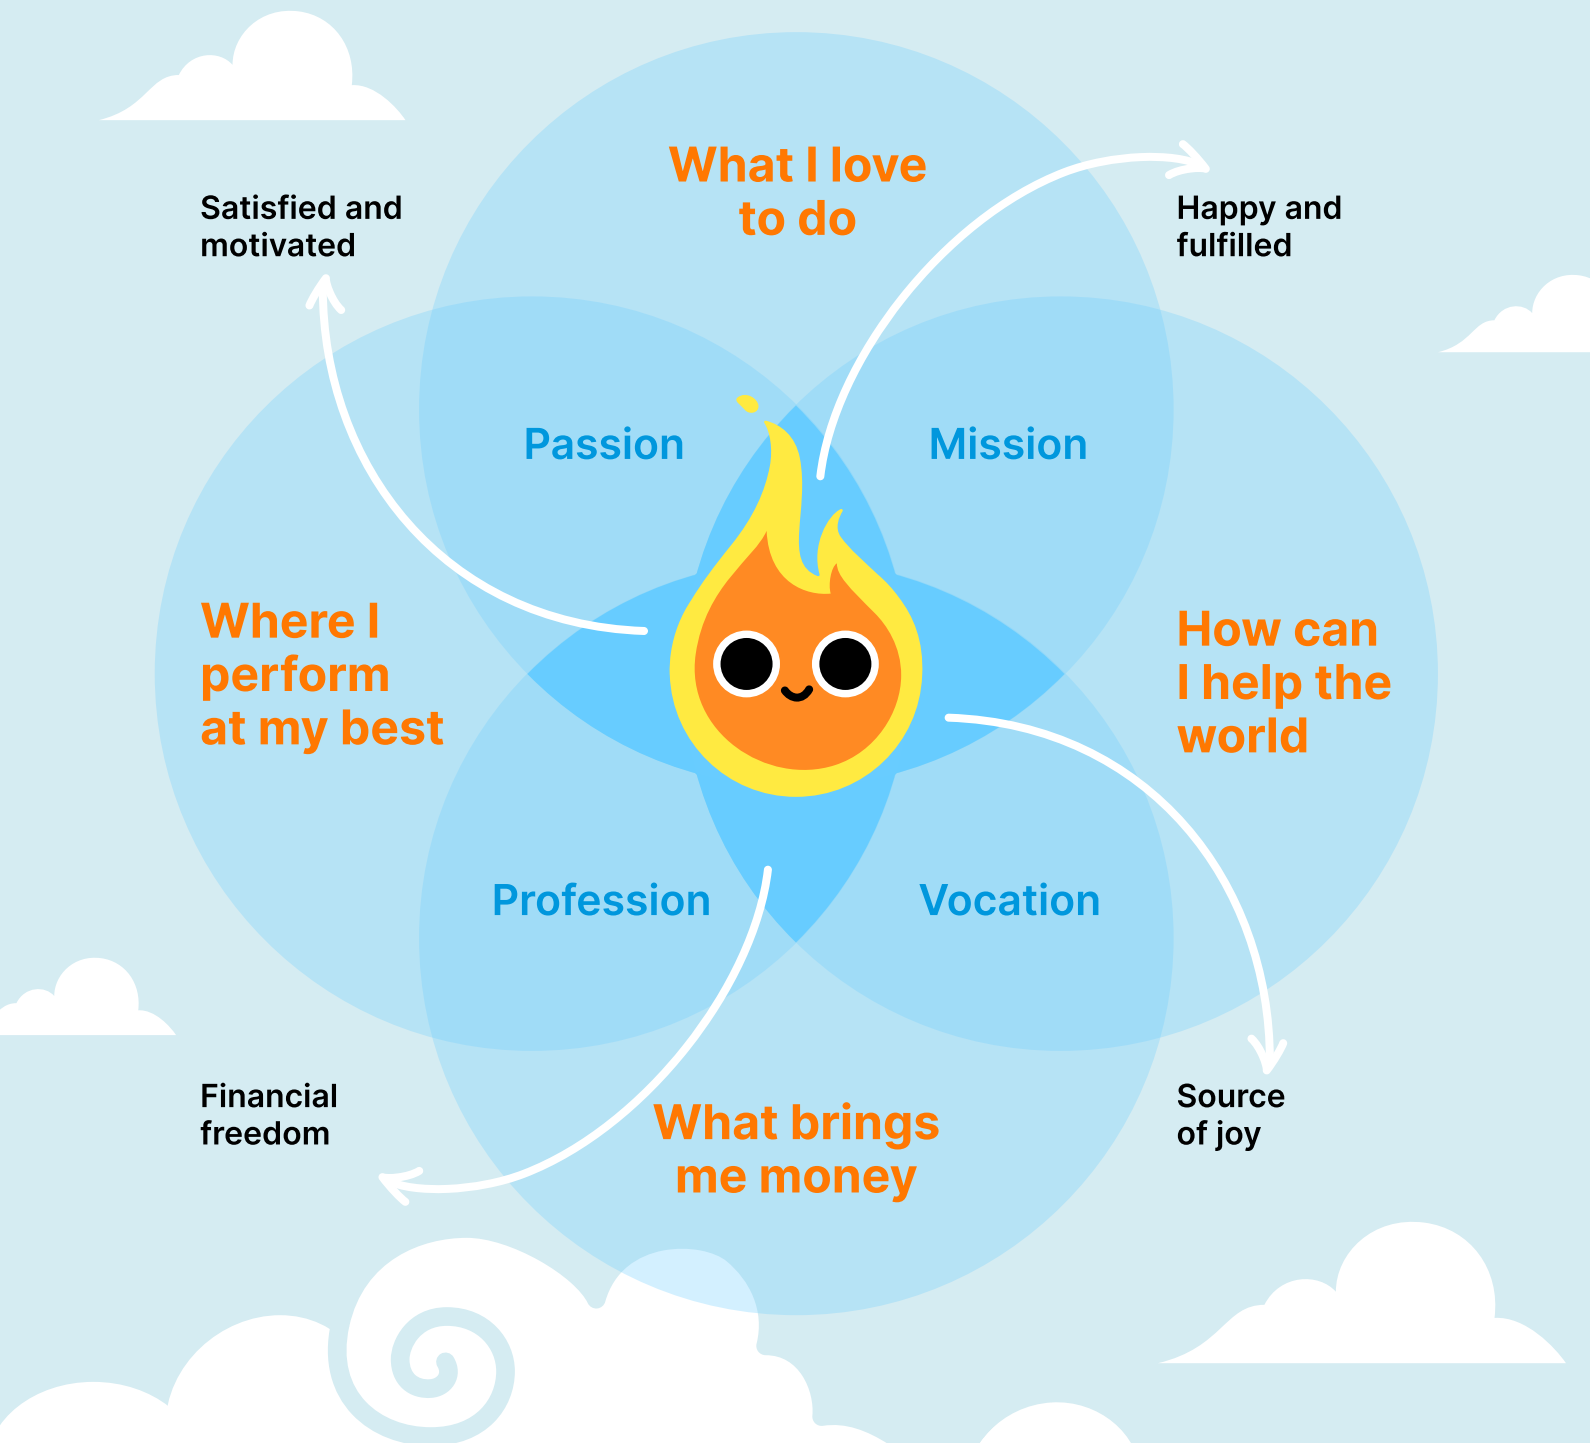 What I love
to do
Satisfied and
motivated
Happy and
fulfilled
Passion
Mission
Where I
perform
at my best
How can
I help the
world
Profession
Vocation
Financial
freedom
What brings
me money
Source
of joy